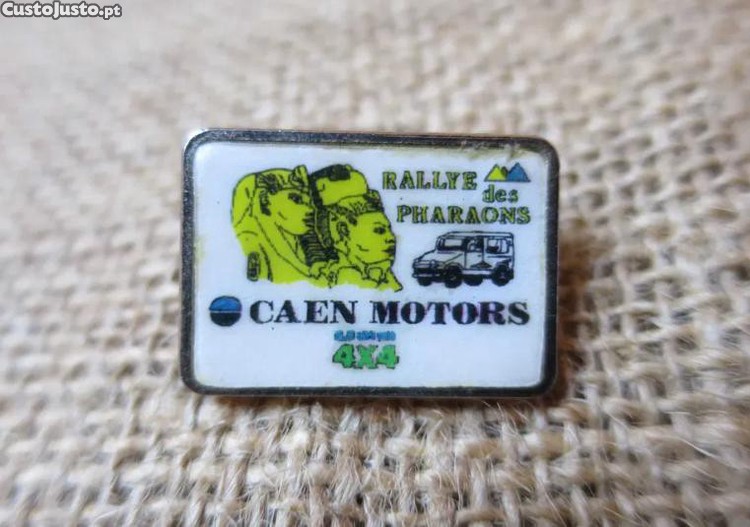 CustoJusto.pt
RALLYE
des
PHARAONS
CAEN MOTORS
4X4